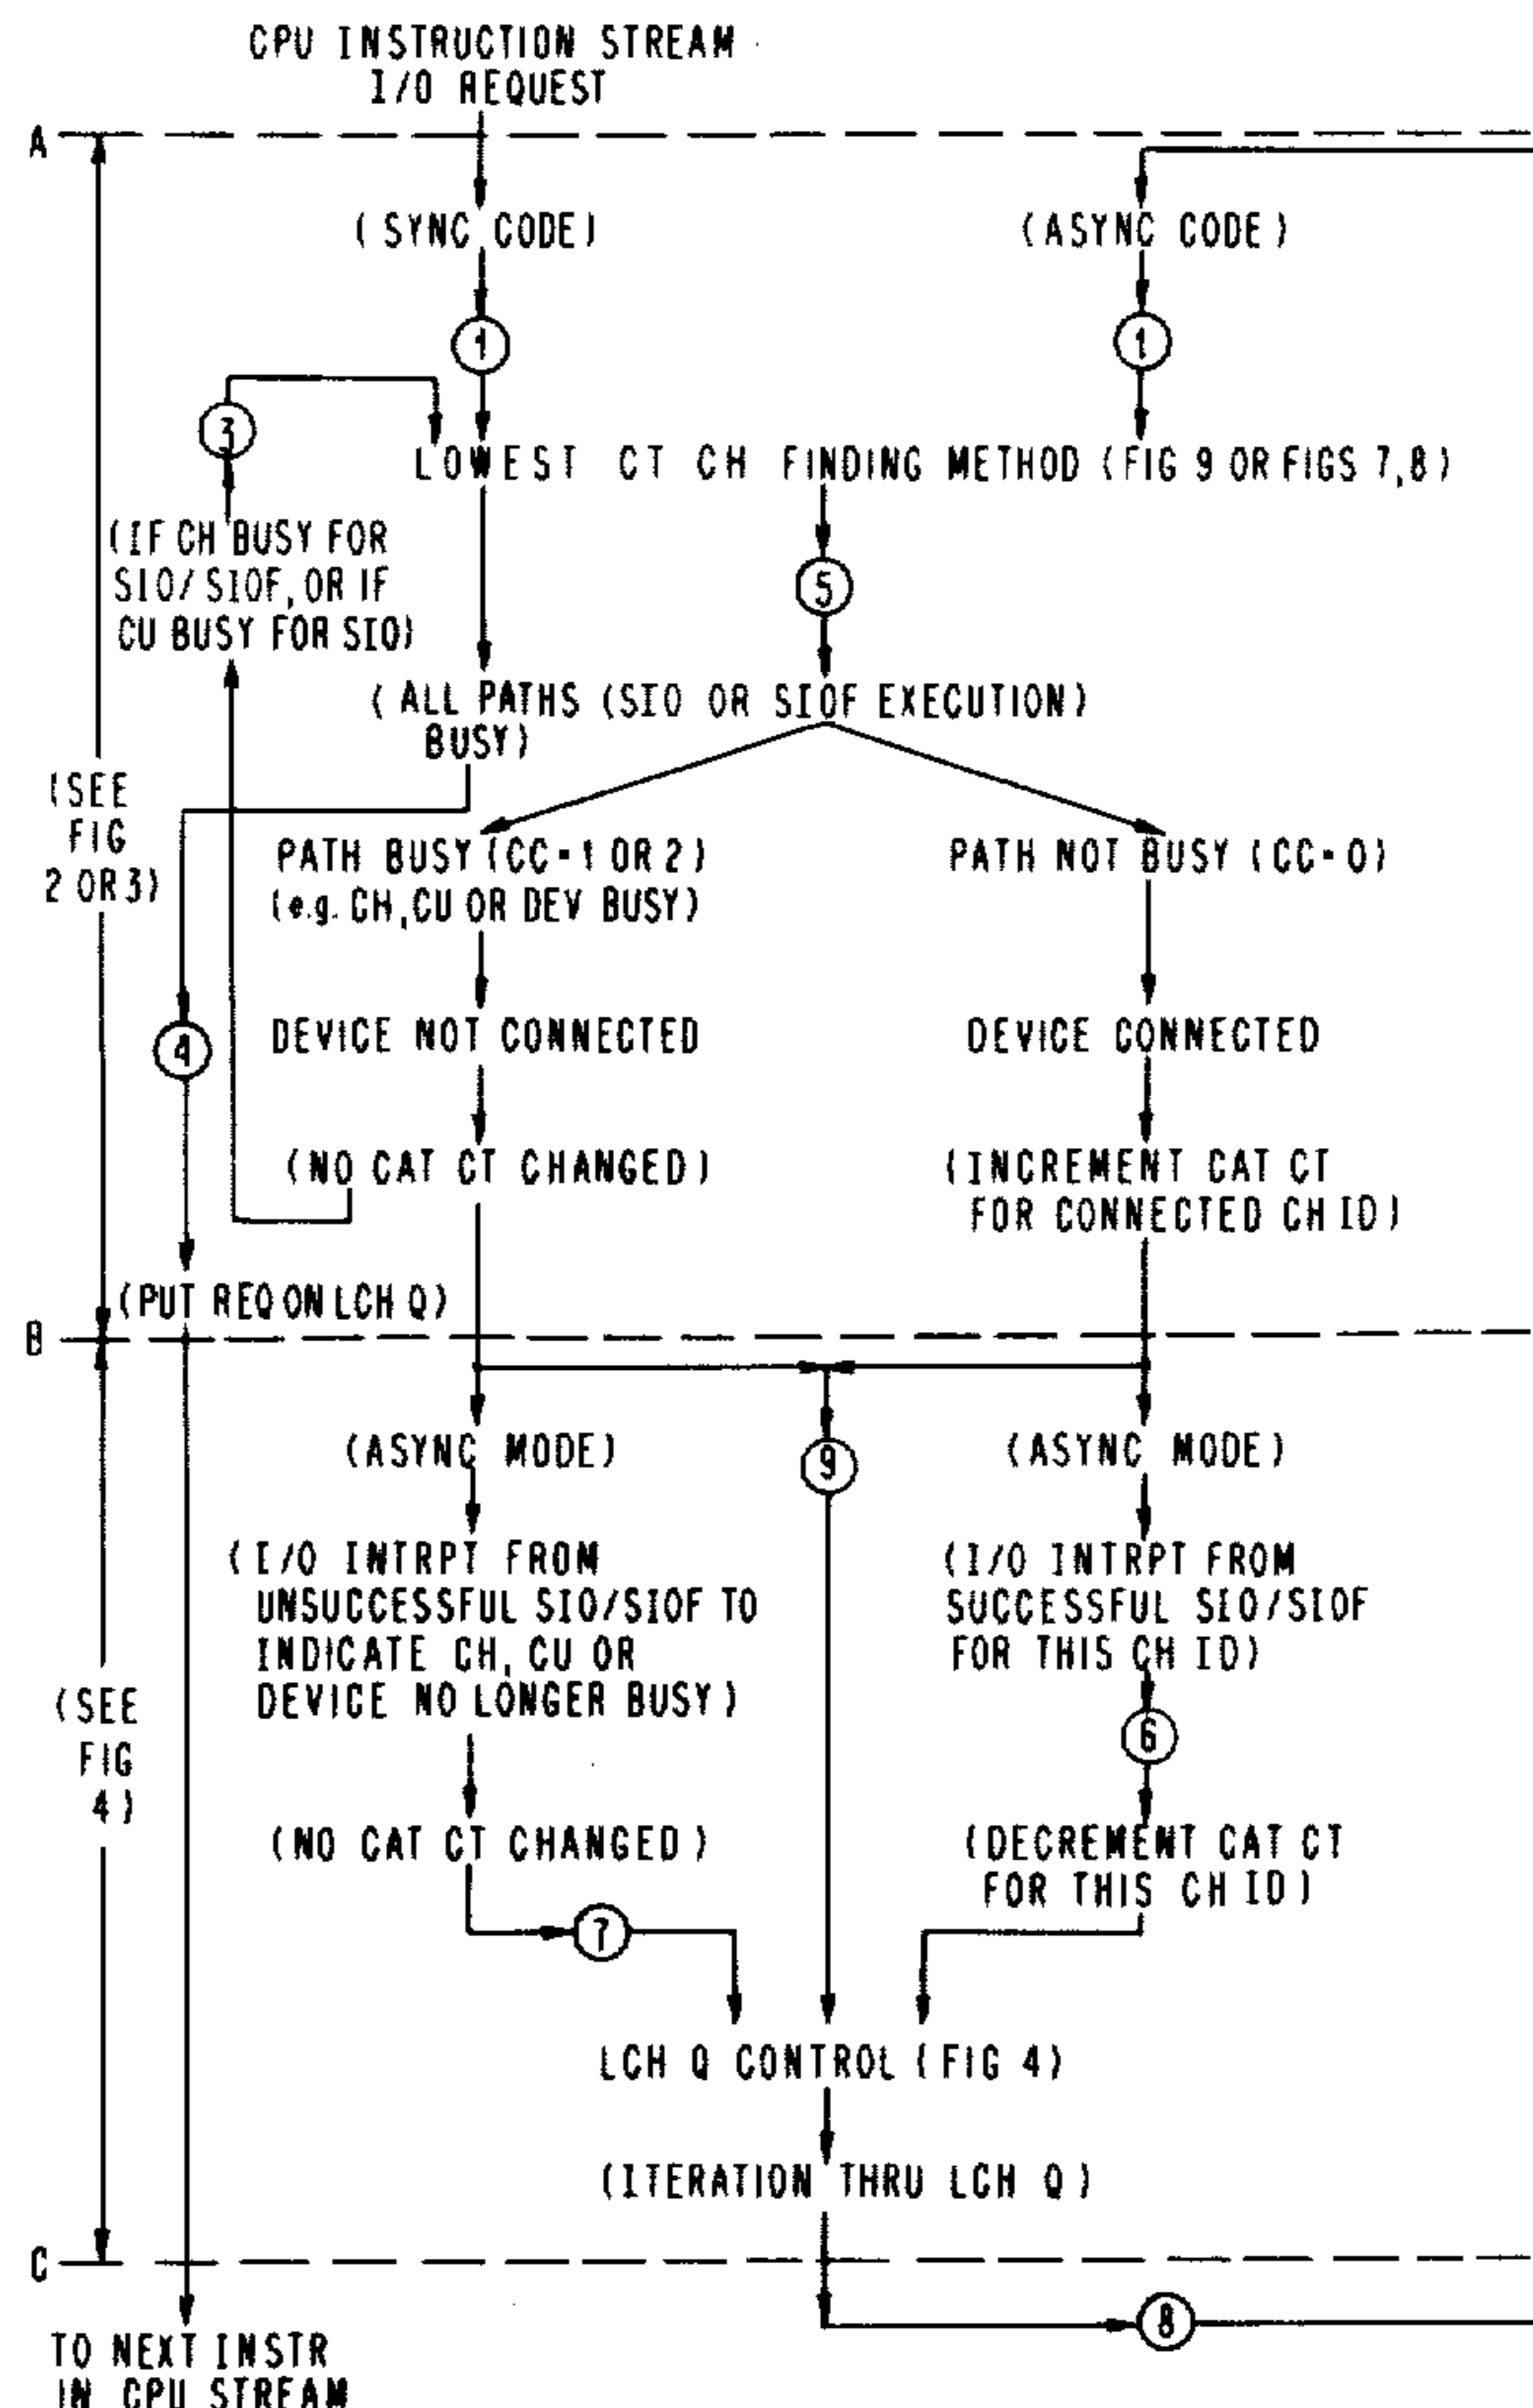 CPU INSTRUCTION STREAM
I/O REQUEST
A
(SYNC CODE)
(ASYNC CODE)
1
1
3
LOWEST CT CH FINDING METHOD (FIG 9 OR FIGS 7,8)
(IF CH BUSY FOR
SIO/SIOF, OR IF
CU BUSY FOR SIO)
5
(ALL PATHS (SIO OR SIOF EXECUTION)
BUSY)
(SEE
FIG
2 OR 3)
PATH BUSY (CC-1 OR 2)
(e.g. CH, CU OR DEV BUSY)
PATH NOT BUSY (CC-0)
4
DEVICE NOT CONNECTED
DEVICE CONNECTED
(NO CAT CT CHANGED)
(INCREMENT CAT CT
FOR CONNECTED CH ID)
(PUT REQ ON LCH Q)
B
(ASYNC MODE)
9
(ASYNC MODE)
(I/O INTRPT FROM
UNSUCCESSFUL SIO/SIOF TO
INDICATE CH, CU OR
DEVICE NO LONGER BUSY)
(I/O INTRPT FROM
SUCCESSFUL SIO/SIOF
FOR THIS CH ID)
(SEE
FIG
4)
6
(NO CAT CT CHANGED)
(DECREMENT CAT CT
FOR THIS CH ID)
7
LCH Q CONTROL (FIG 4)
(ITERATION THRU LCH Q)
C
8
TO NEXT INSTR
IN CPU STREAM